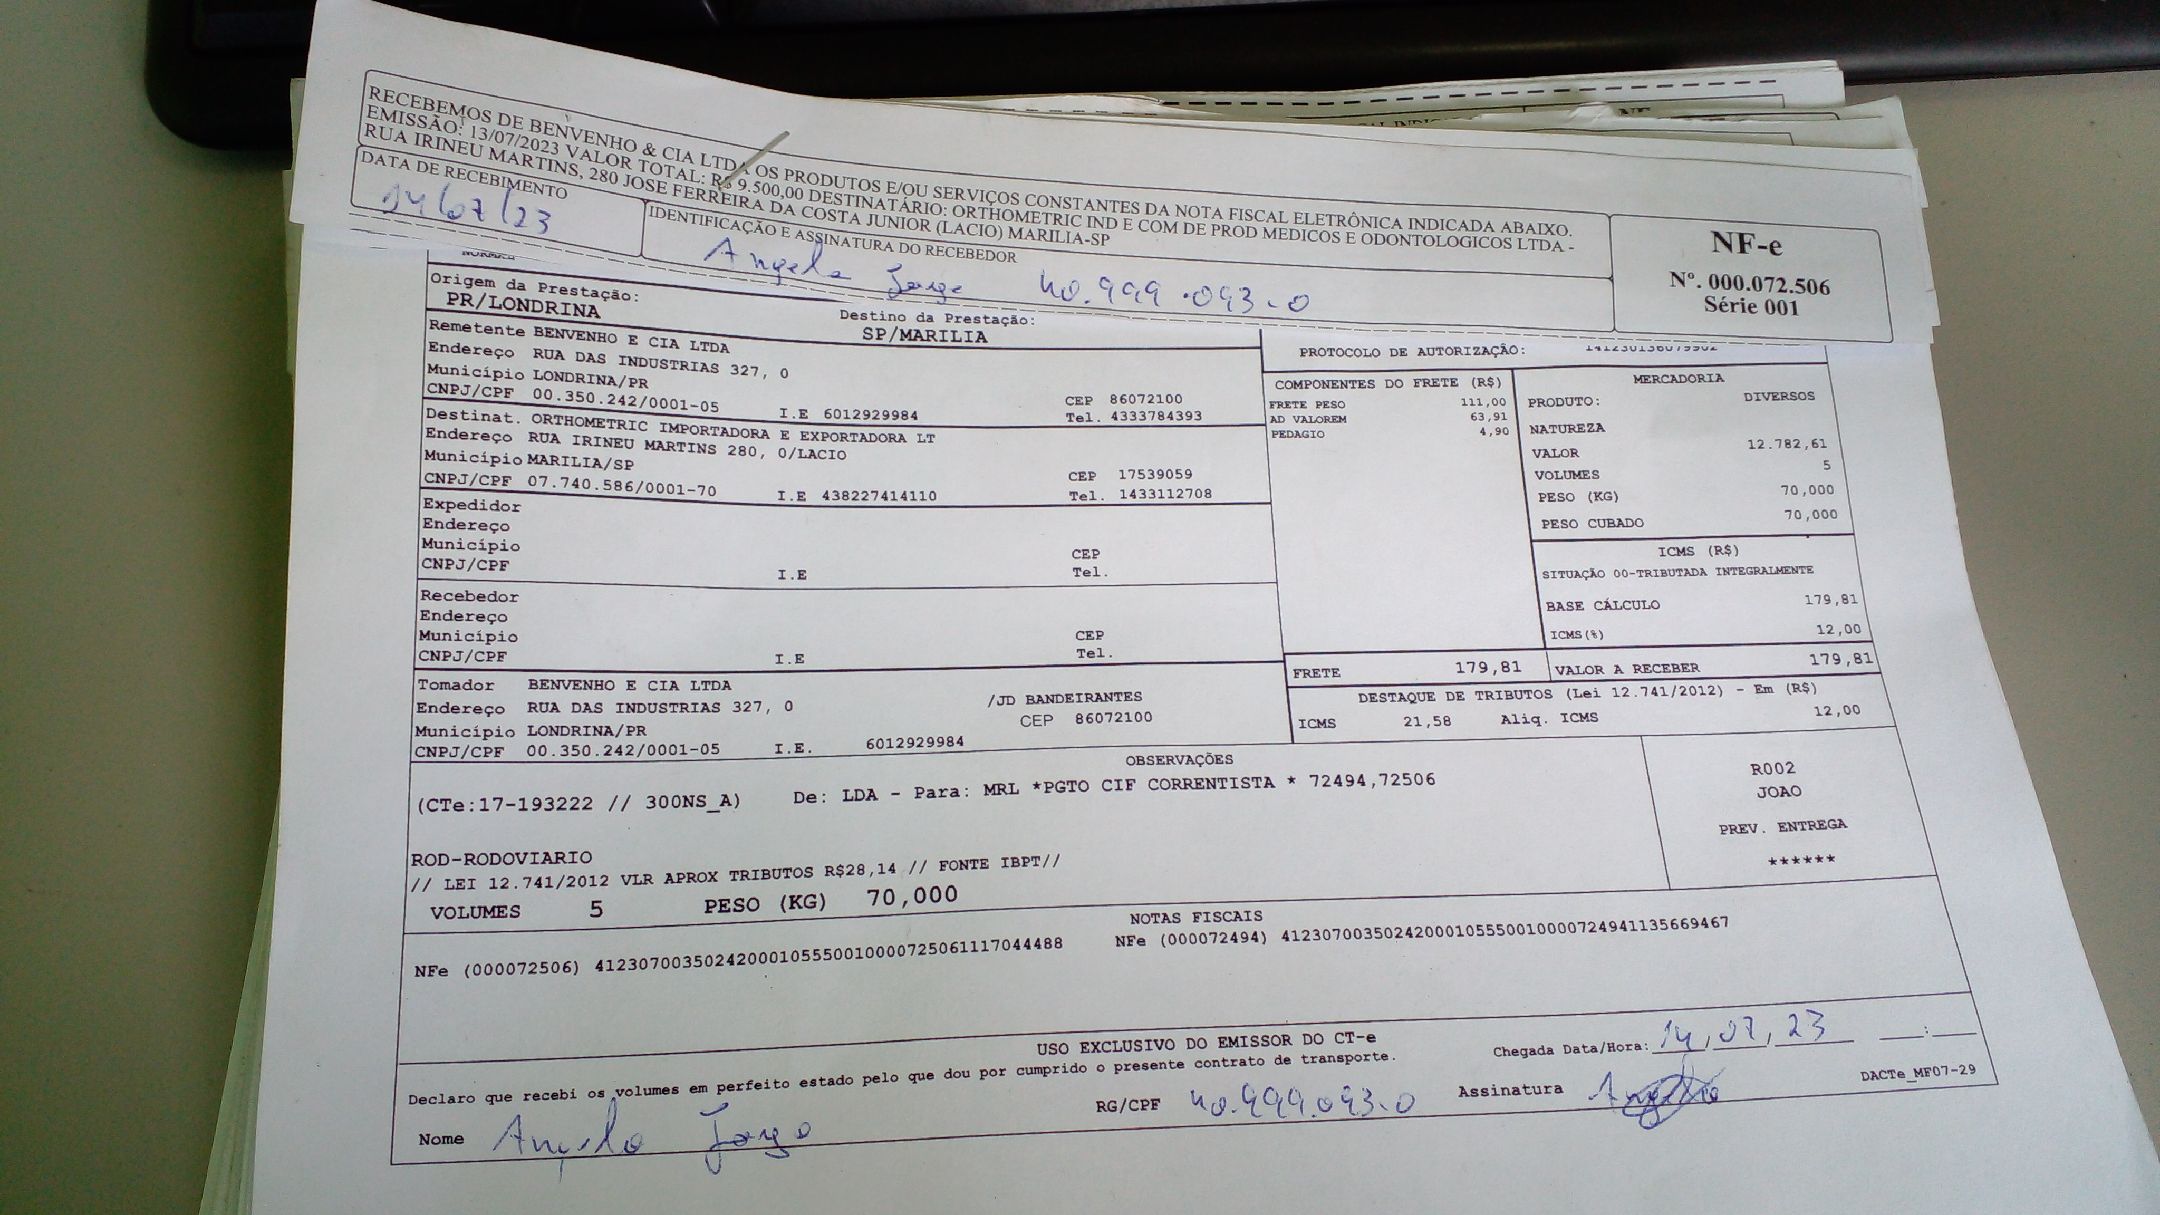 RECEBEMOS DE BENVENHO & CIA LTDA OS PRODUTOS E/OU SERVIÇOS CONSTANTES DA NOTA FISCAL ELETRÔNICA INDICADA ABAIXO.
EMISSÃO: 13/07/2023 VALOR TOTAL: R$ 9.500,00 DESTINATÁRIO: ORTHOMETRIC IND E COM DE PROD MEDICOS E ODONTOLOGICOS LTDA -
RUA IRINEU MARTINS, 280 JOSE FERREIRA DA COSTA JUNIOR (LACIO) MARILIA-SP
DATA DE RECEBIMENTO
14/07/23
IDENTIFICAÇÃO E ASSINATURA DO RECEBEDOR
Angelo Jorge 40.999.093-0
NF-e
Nº. 000.072.506
Série 001
Origem da Prestação:
PR/LONDRINA
Destino da Prestação:
SP/MARILIA
Remetente BENVENHO E CIA LTDA
Endereço RUA DAS INDUSTRIAS 327, 0
Município LONDRINA/PR CEP 86072100
CNPJ/CPF 00.350.242/0001-05 I.E 6012929984 Tel. 4333784393
Destinat. ORTHOMETRIC IMPORTADORA E EXPORTADORA LT
Endereço RUA IRINEU MARTINS 280, 0/LACIO
Município MARILIA/SP CEP 17539059
CNPJ/CPF 07.740.586/0001-70 I.E 438227414110 Tel. 1433112708
Expedidor
Endereço
Município CEP
CNPJ/CPF I.E Tel.
Recebedor
Endereço
Município CEP
CNPJ/CPF I.E Tel.
Tomador BENVENHO E CIA LTDA
Endereço RUA DAS INDUSTRIAS 327, 0 /JD BANDEIRANTES
Município LONDRINA/PR CEP 86072100
CNPJ/CPF 00.350.242/0001-05 I.E. 6012929984
PROTOCOLO DE AUTORIZAÇÃO:
COMPONENTES DO FRETE (R$)
FRETE PESO 111,00
AD VALOREM 63,91
PEDAGIO 4,90
MERCADORIA
PRODUTO: DIVERSOS
NATUREZA
VALOR 12.782,61
VOLUMES 5
PESO (KG) 70,000
PESO CUBADO 70,000
ICMS (R$)
SITUAÇÃO 00-TRIBUTADA INTEGRALMENTE
BASE CÁLCULO 179,81
ICMS(%) 12,00
FRETE 179,81 VALOR A RECEBER 179,81
DESTAQUE DE TRIBUTOS (Lei 12.741/2012) - Em (R$)
ICMS 21,58 Aliq. ICMS 12,00
OBSERVAÇÕES
(CTe:17-193222 // 300NS_A) De: LDA - Para: MRL *PGTO CIF CORRENTISTA * 72494,72506
ROD-RODOVIARIO
// LEI 12.741/2012 VLR APROX TRIBUTOS R$28,14 // FONTE IBPT//
VOLUMES 5 PESO (KG) 70,000
R002
JOAO
PREV. ENTREGA
******
NOTAS FISCAIS
NFe (000072506) 41230700350242000105550010000725061117044488 NFe (000072494) 41230700350242000105550010000724941135669467
USO EXCLUSIVO DO EMISSOR DO CT-e
Declaro que recebi os volumes em perfeito estado pelo que dou por cumprido o presente contrato de transporte.
Chegada Data/Hora: 14/07/23 __:__
Nome Angelo Jorge RG/CPF 40.999.093-0 Assinatura Angelo
DACTe_MF07-29